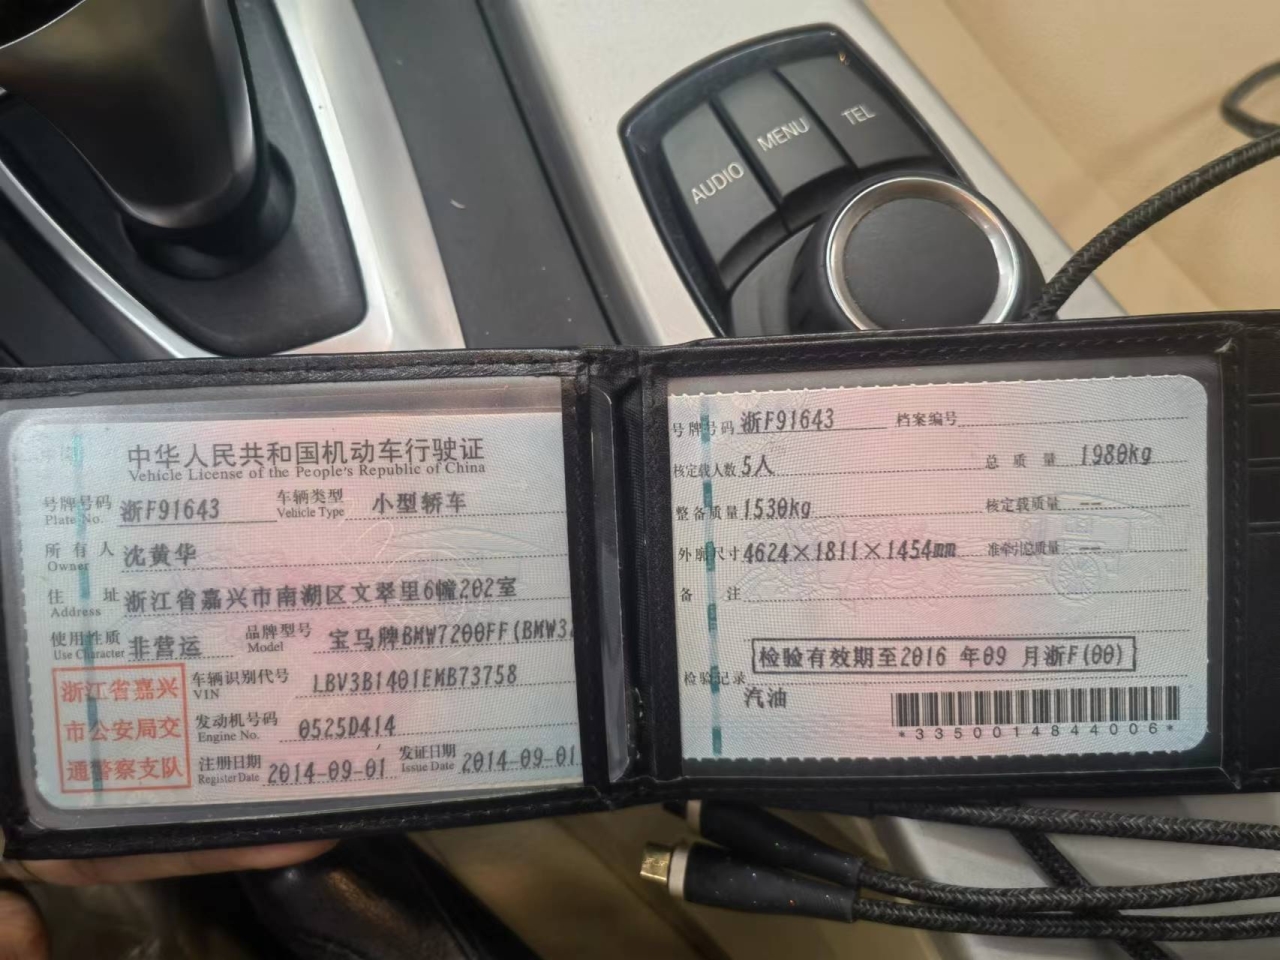 AUDIO
MENU
TEL
中华人民共和国机动车行驶证
Vehicle License of the People's Republic of China
号牌号码 浙F91643 车辆类型 小型轿车
Plate No. Vehicle Type
所有人 沈黄华
Owner
住址 浙江省嘉兴市南湖区文翠里6幢202室
Address
使用性质 非营运 品牌型号 宝马牌BMW7200FF(BMW32
Use Character Model
浙江省嘉兴
市公安局交
通警察支队
车辆识别代号 LBV3B1401EMB73758
VIN
发动机号码 0525D414
Engine No.
注册日期 2014-09-01 发证日期 2014-09-01
Register Date Issue Date
号牌号码 浙F91643 档案编号
核定载人数 5人 总质量 1980kg
整备质量 1530kg 核定载质量 --
外廓尺寸 4624×1811×1454mm 准牵引总质量 --
备注
检验有效期至2016 年09 月浙F(00)
检验记录
汽油
*3350014844006*